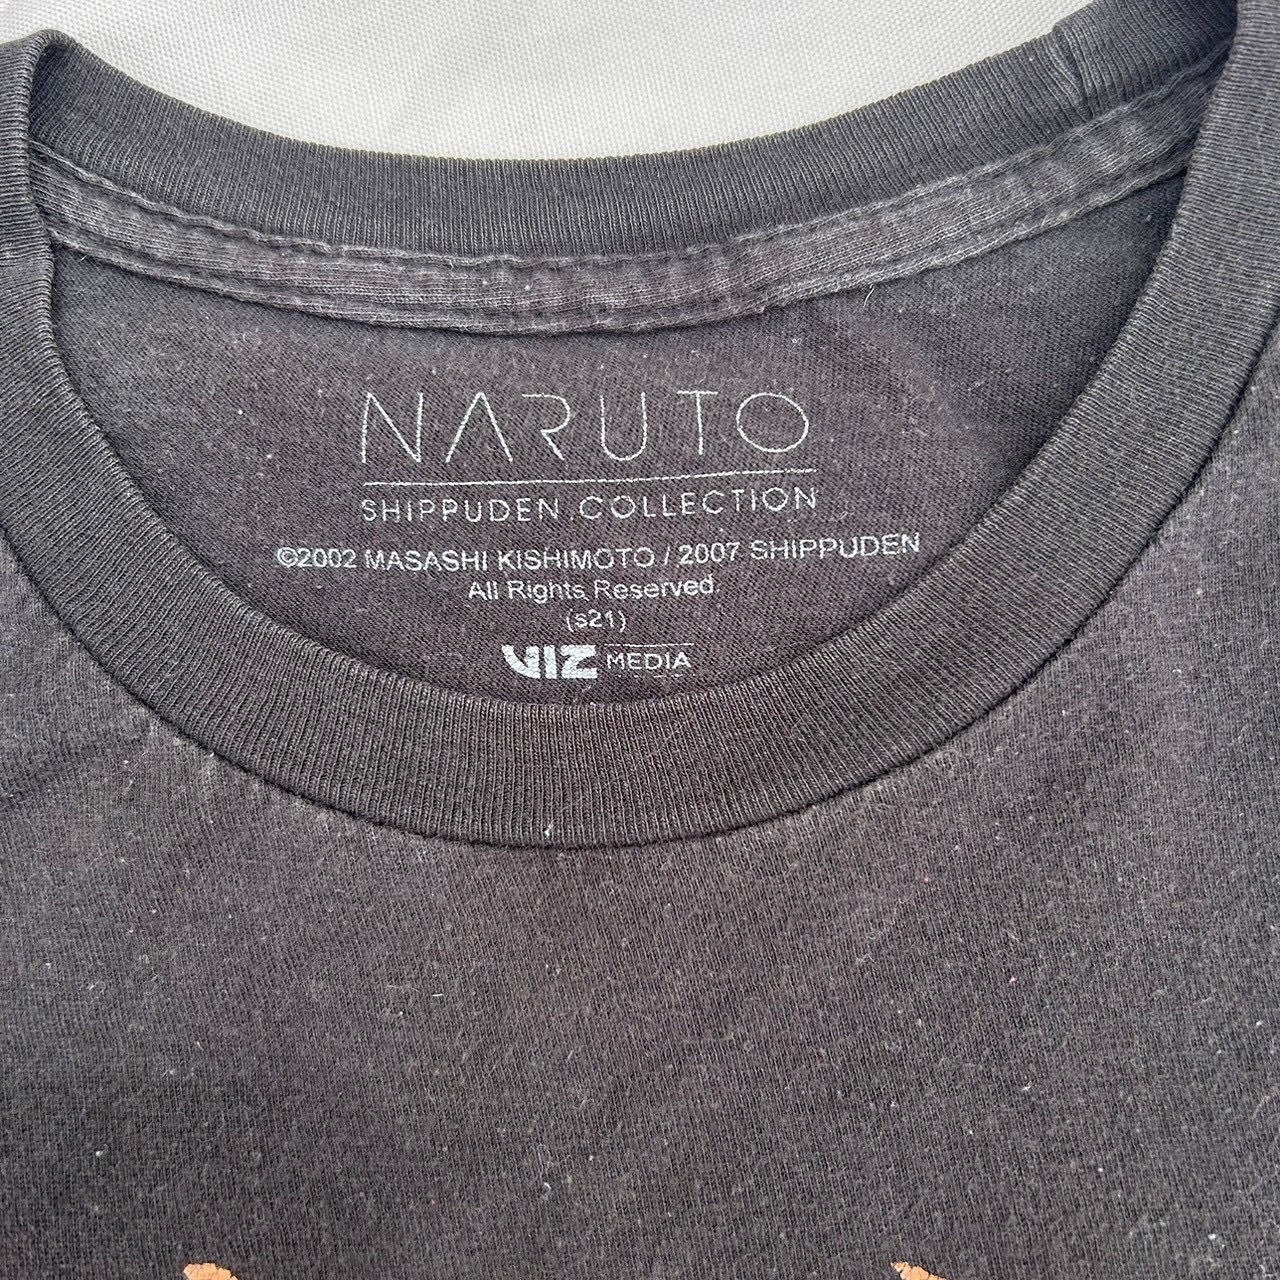 NARUTO
SHIPPUDEN COLLECTION
©2002 MASASHI KISHIMOTO / 2007 SHIPPUDEN
All Rights Reserved.
(s21)
VIZ MEDIA